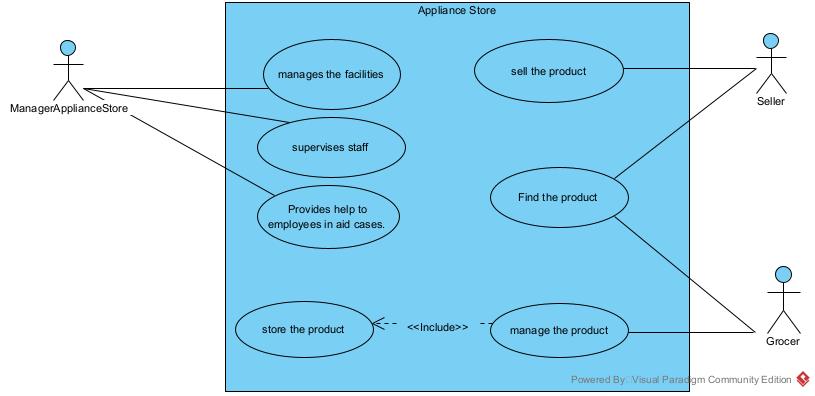 Appliance Store
manages the facilities
sell the product
ManagerApplianceStore
Seller
supervises staff
Find the product
Provides help to
employees in aid cases.
store the product
<<Include>>
manage the product
Grocer
Powered By Visual Paradigm Community Edition